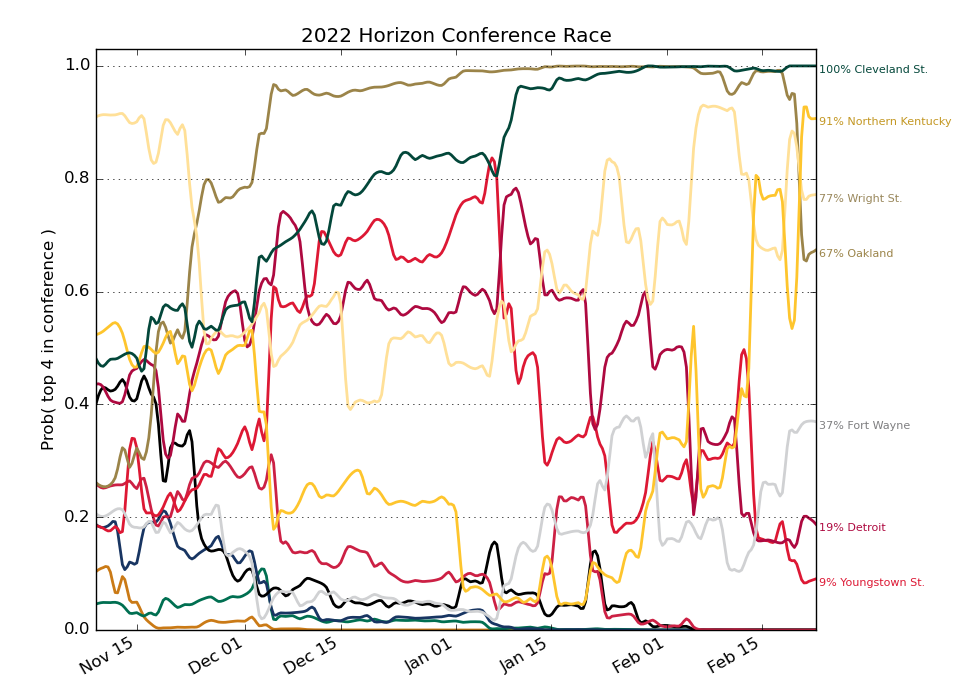 2022 Horizon Conference Race
Prob( top 4 in conference )
1.0
0.8
0.6
0.4
0.2
0.0
Nov 15
Dec 01
Dec 15
Jan 01
Jan 15
Feb 01
Feb 15
100% Cleveland St.
91% Northern Kentucky
77% Wright St.
67% Oakland
37% Fort Wayne
19% Detroit
9% Youngstown St.